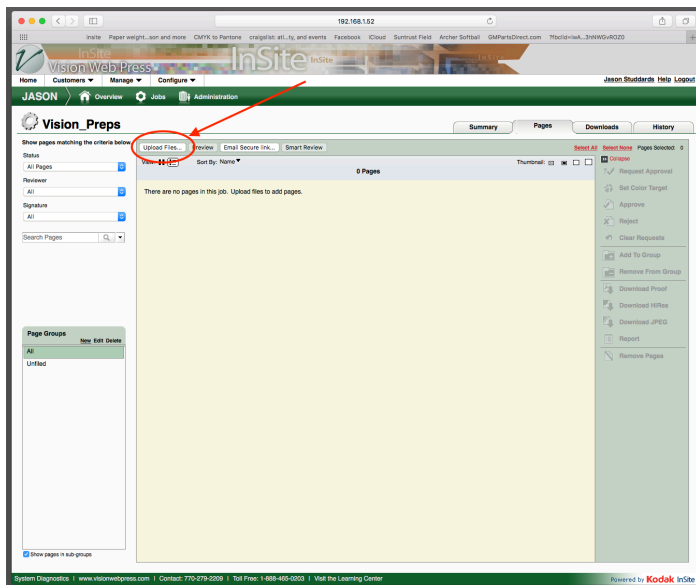 192.168.1.52
insite Paper weight...son and more CMYK to Pantone craigslist: atl...ty, and events Facebook iCloud Suntrust Field Archer Softball GMPartsDirect.com
InSite
Vision Web Press
InSite InSite
Home Customers ▼ Manage ▼ Configure ▼ Jason Studdards Help Logout
JASON Overview Jobs Administration
Vision_Preps
Summary Pages Downloads History
Show pages matching the criteria below
Upload Files... Preview Email Secure link... Smart Review Select All Select None Pages Selected: 0
Status
All Pages
View: Sort By: Name ▼ Thumbnail:
Collapse
0 Pages
Reviewer
All
Signature
All
Search Pages
There are no pages in this job. Upload files to add pages.
Request Approval
Set Color Target
Approve
Reject
Clear Requests
Add To Group
Remove From Group
Download Proof
Download HiRes
Download JPEG
Report
Remove Pages
Page Groups
New Edit Delete
All
Unfiled
Show pages in sub-groups
System Diagnostics | www.visionwebpress.com | Contact: 770-279-2209 | Toll Free: 1-888-465-0203 | Visit the Learning Center Powered by Kodak InSite